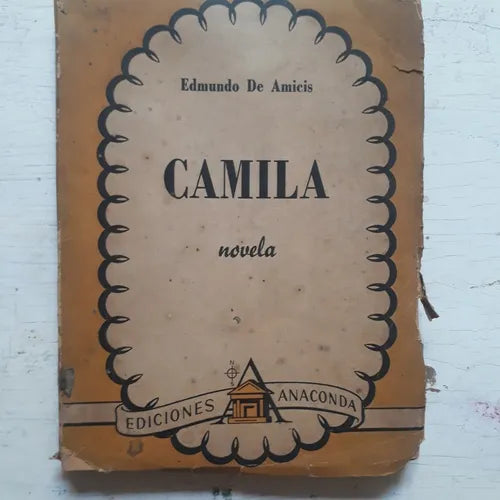 Edmundo De Amicis
CAMILA
novela
N
EDICIONES ANACONDA